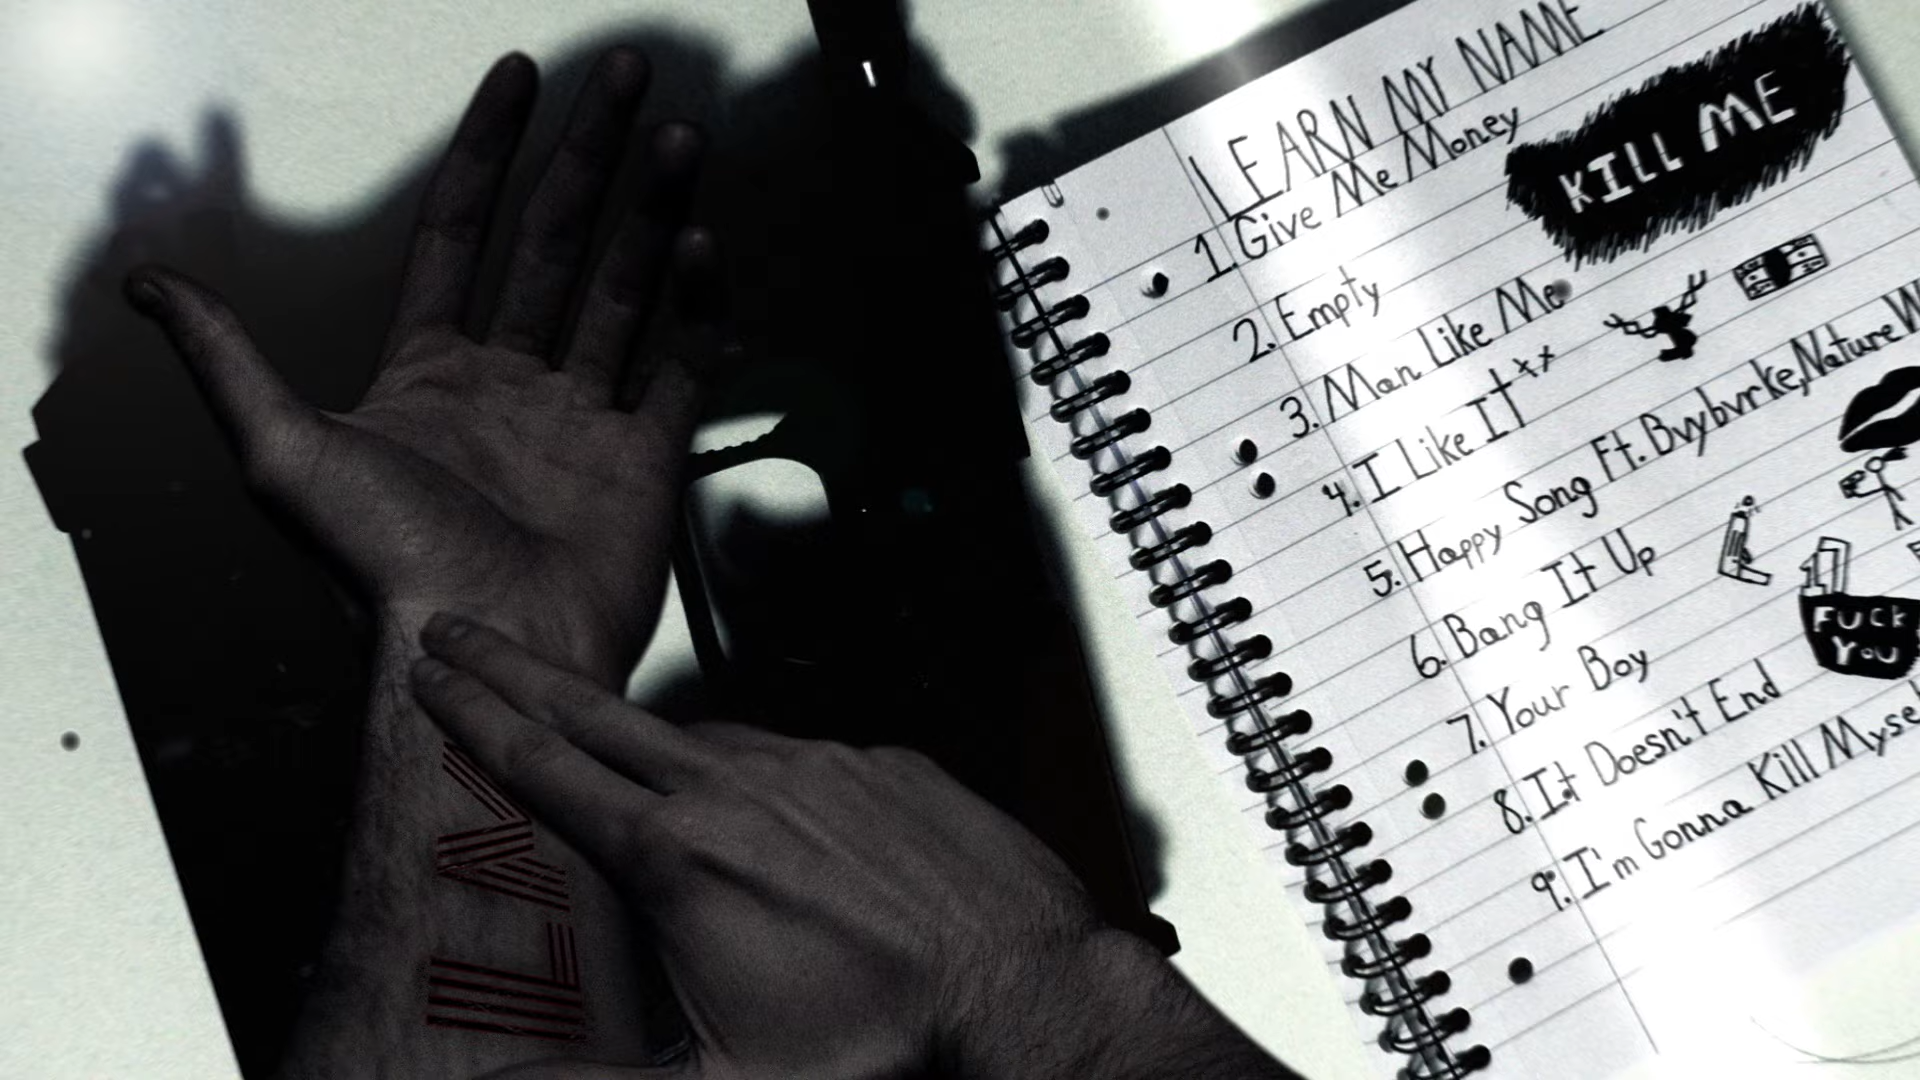 LEARN MY NAME
KILL ME
1. Give Me Money
2. Empty
3. Man Like Me
4. I Like It xx
5. Happy Song Ft. Bvybvrke, Nature
6. Bang It Up
7. Your Boy
FUCK
YOU
8. It Doesn't End
9. I'm Gonna Kill